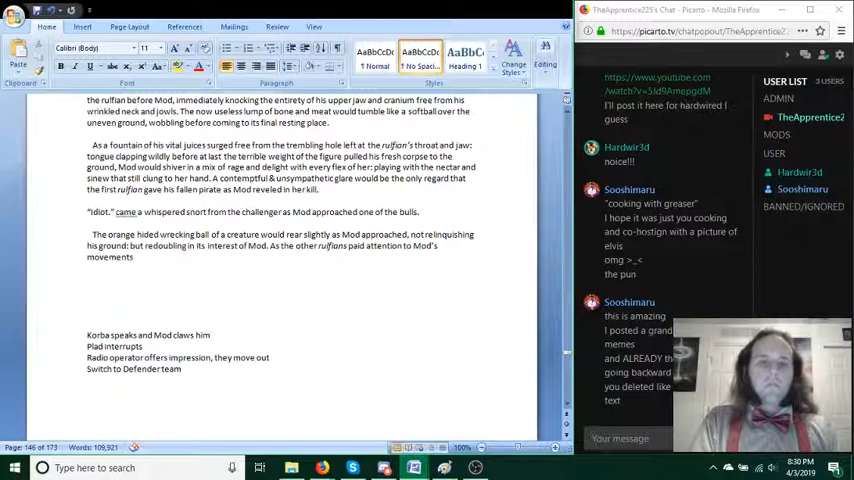 TheApprentice225's Chat - Picarto.tv - Mozilla Firefox
https://picarto.tv/chatpopout/TheApprentice22
Home
Insert
Page Layout
References
Mailings
Review
View
Paste
Calibri (Body)
11
AaBbCcDc
AaBbCcDc
AaBbC
¶ Normal
¶ No Spaci...
Heading 1
Change
Styles
Editing
Clipboard
Font
Paragraph
Styles
the rulfian before Mod, immediately knocking the entirety of his upper jaw and cranium free from his
wrinkled neck and jowls. The now useless lump of bone and meat would tumble like a softball over the
uneven ground, wobbling before coming to its final resting place.
As a fountain of his vital juices surged free from the trembling hole left at the rulfian's throat and jaw:
tongue clapping wildly before at last the terrible weight of the figure pulled his fresh corpse to the
ground, Mod would shiver in a mix of rage and delight with every flex of her: playing with the nectar and
sinew that still clung to her hand. A contemptful & unsympathetic glare would be the only regard that
the first rulfian gave his fallen pirate as Mod reveled in her kill.
"Idiot." came a whispered snort from the challenger as Mod approached one of the bulls.
The orange hided wrecking ball of a creature would rear slightly as Mod approached, not relinquishing
his ground: but redoubling in its interest of Mod. As the other rulfians paid attention to Mod's
movements
Korba speaks and Mod claws him
Plad Interrupts
Radio operator offers impression, they move out
Switch to Defender team
Page: 146 of 173
Words: 109,921
100%
https://www.youtube.com
/watch?v=5Jd9AmepgdM
I'll post it here for hardwired I
guess
Hardwir3d
noice!!!
Sooshimaru
"cooking with greaser"
I hope it was just you cooking
and co-hostign with a picture of
elvis
omg >_<
the pun
Sooshimaru
this is amazing
I posted a grand
memes
and ALREADY th
going backward
you deleted like
text
Your message
USER LIST
3 USERS
ADMIN
TheApprentice2
MODS
USER
Hardwir3d
Sooshimaru
BANNED/IGNORED
Type here to search
8:30 PM
4/3/2019